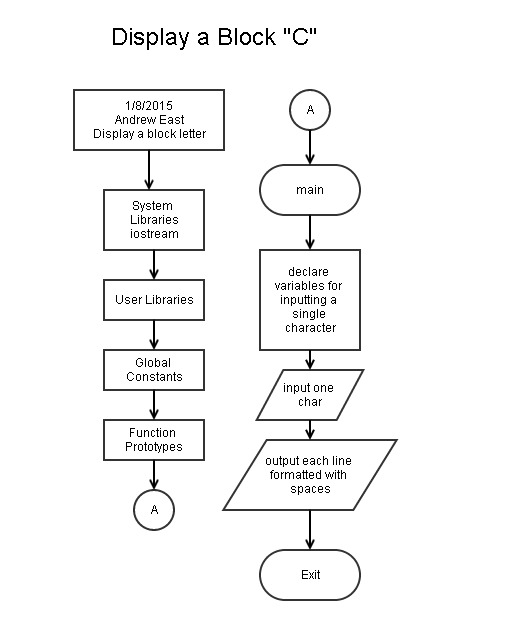 Display a Block "C"
1/8/2015
Andrew East
Display a block letter
System
Libraries
iostream
User Libraries
Global
Constants
Function
Prototypes
A
A
main
declare
variables for
inputting a
single
character
input one
char
output each line
formatted with
spaces
Exit